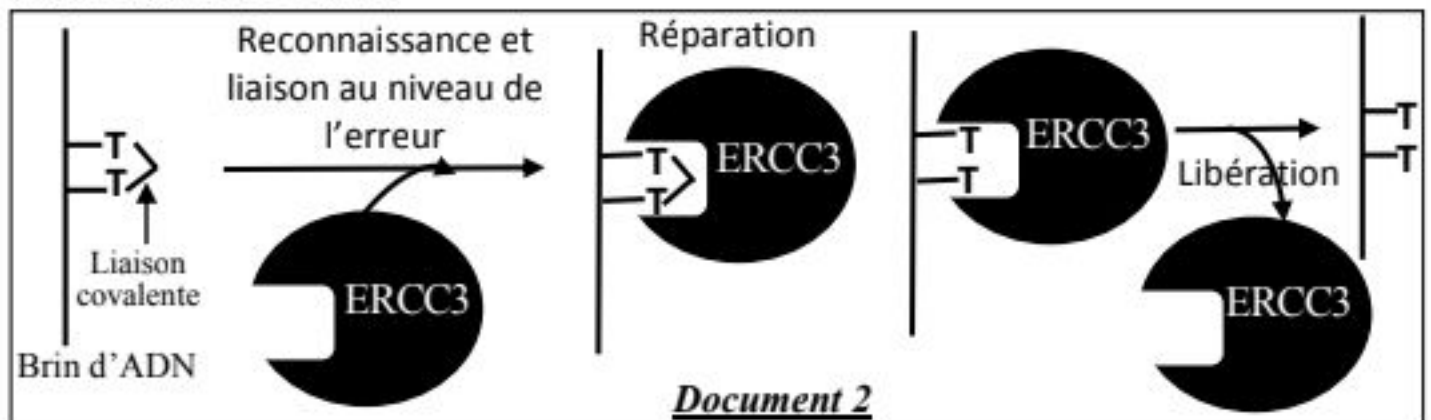 Reconnaissance et
liaison au niveau de
l'erreur
Réparation
T
T
Liaison
covalente
Brin d'ADN
ERCC3
T
T
ERCC3
T
T
ERCC3
Libération
ERCC3
T
T
Document 2